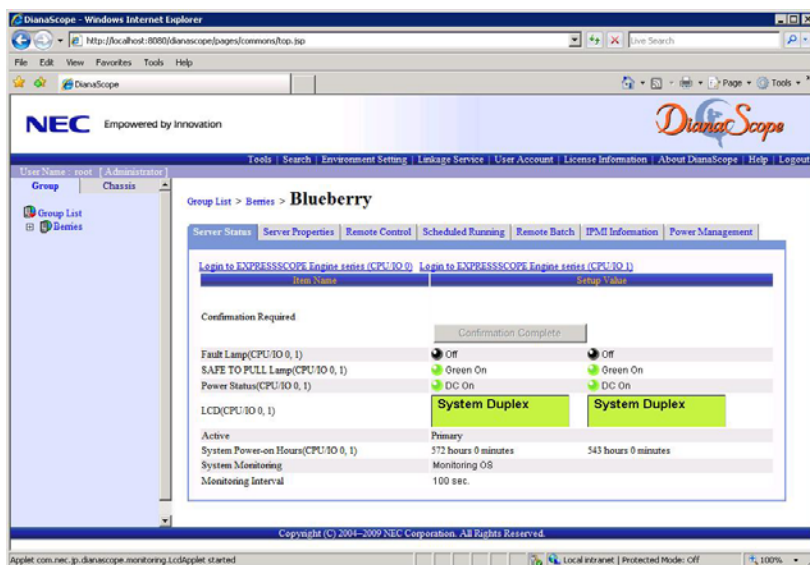 DianaScope - Windows Internet Explorer
http://localhost:8080/dianascope/pages/commons/top.jsp
Live Search
File Edit View Favorites Tools Help
DianaScope
Page Tools
NEC Empowered by Innovation
DianaScope
Tools | Search | Environment Setting | Linkage Service | User Account | License Information | About DianaScope | Help | Logout
User Name : root [ Administrator ]
Group Chassis
Group List
Berries
Group List > Berries > Blueberry
Server Status Server Properties Remote Control Scheduled Running Remote Batch IPMI Information Power Management
Login to EXPRESSSCOPE Engine series (CPU/IO 0) Login to EXPRESSSCOPE Engine series (CPU/IO 1)
Item Name Setup Value
Confirmation Required
Confirmation Complete
Fault Lamp(CPU/IO 0, 1) Off Off
SAFE TO PULL Lamp(CPU/IO 0, 1) Green On Green On
Power Status(CPU/IO 0, 1) DC On DC On
LCD(CPU/IO 0, 1) System Duplex System Duplex
Active Primary
System Power-on Hours(CPU/IO 0, 1) 572 hours 0 minutes 543 hours 0 minutes
System Monitoring Monitoring OS
Monitoring Interval 100 sec.
Copyright (C) 2004-2009 NEC Corporation. All Rights Reserved.
Applet com.nec.jp.dianascope.monitoring.LcdApplet started
Local intranet | Protected Mode: Off 100%